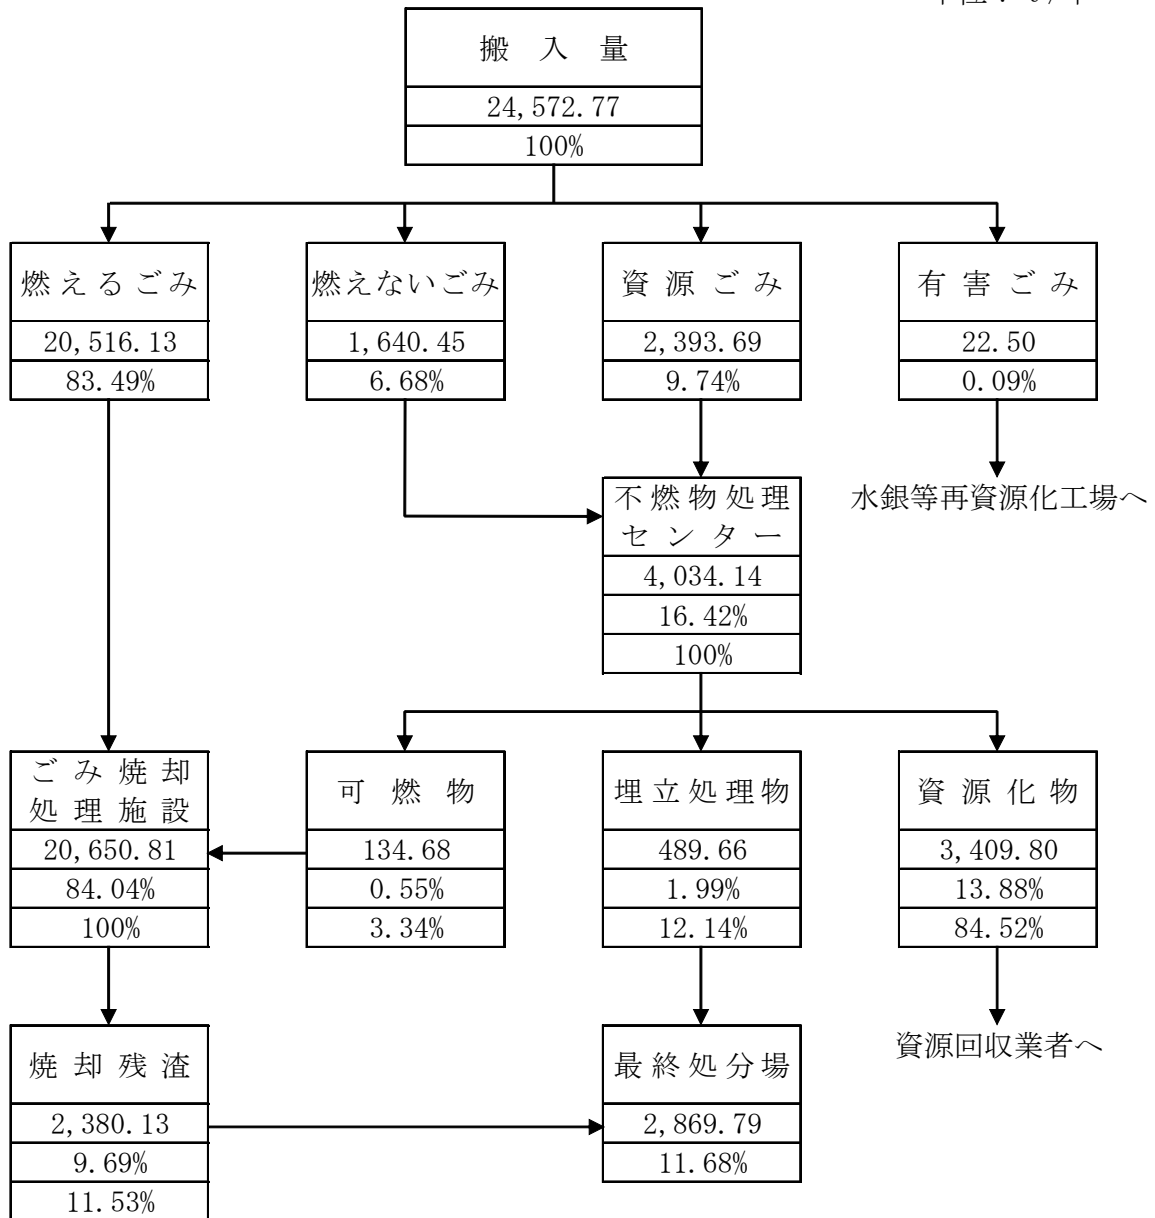 搬入量
24,572.77
100%
燃えるごみ
燃えないごみ
資源ごみ
有害ごみ
20,516.13
1,640.45
2,393.69
22.50
83.49%
6.68%
9.74%
0.09%
不燃物処理
センター
水銀等再資源化工場へ
4,034.14
16.42%
100%
ごみ焼却
処理施設
可燃物
埋立処理物
資源化物
20,650.81
134.68
489.66
3,409.80
84.04%
0.55%
1.99%
13.88%
100%
3.34%
12.14%
84.52%
焼却残渣
最終処分場
資源回収業者へ
2,380.13
2,869.79
9.69%
11.68%
11.53%